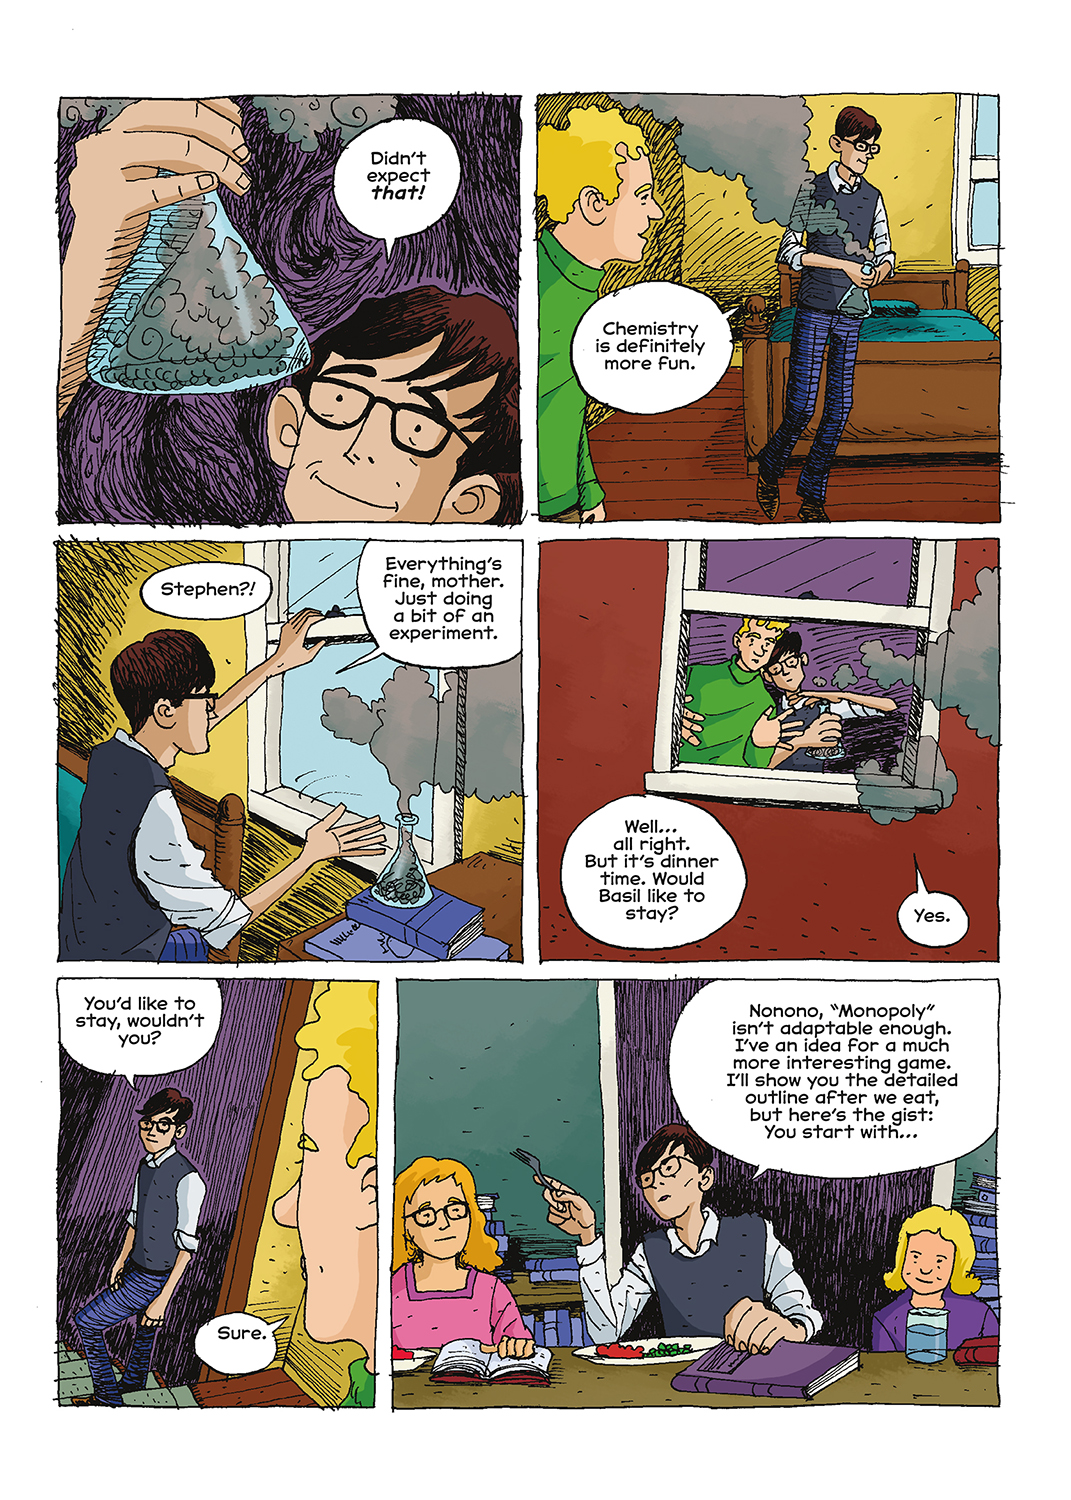 Didn't
expect
that!
Chemistry
is definitely
more fun.
Stephen?!
Everything's
fine, mother.
Just doing
a bit of an
experiment.
Well...
all right.
But it's dinner
time. Would
Basil like to
stay?
Yes.
You'd like to
stay, wouldn't
you?
Sure.
Nonono, "Monopoly"
isn't adaptable enough.
I've an idea for a much
more interesting game.
I'll show you the detailed
outline after we eat,
but here's the gist:
You start with...